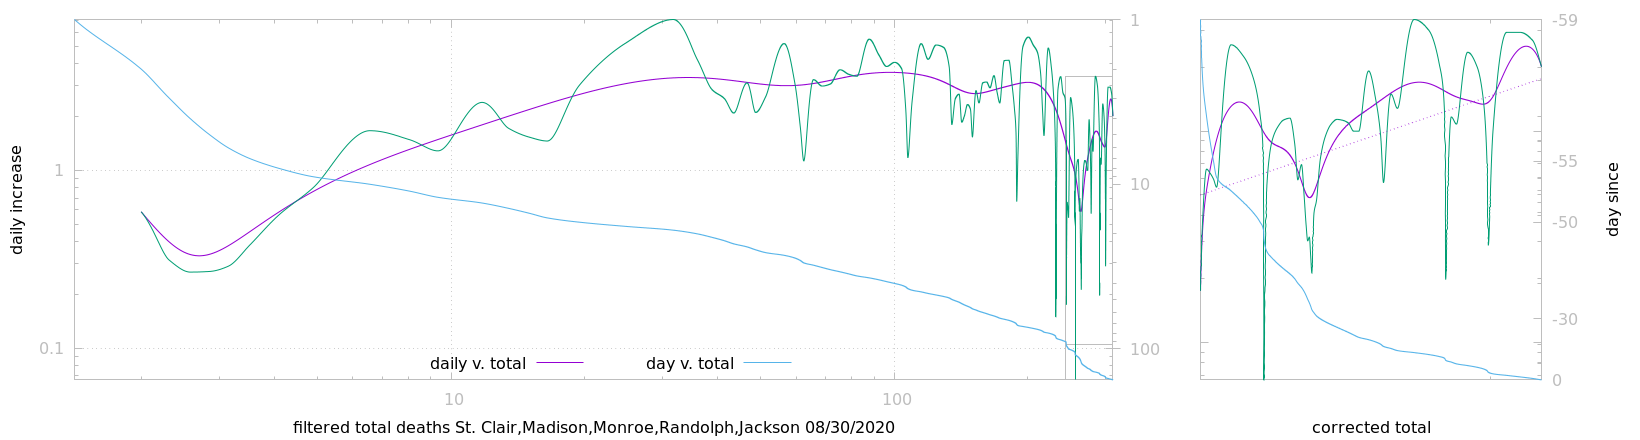 1
-59
daily increase
1
10
-55
-50
day since
0.1
daily v. total
day v. total
100
-30
0
10
100
filtered total deaths St. Clair,Madison,Monroe,Randolph,Jackson 08/30/2020
corrected total